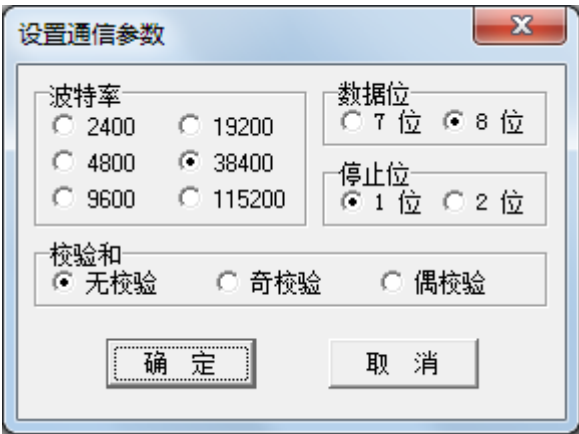 设置通信参数
波特率
2400 19200
4800 38400
9600 115200
数据位
7 位 8 位
停止位
1 位 2 位
校验和
无校验 奇校验 偶校验
确 定 取 消